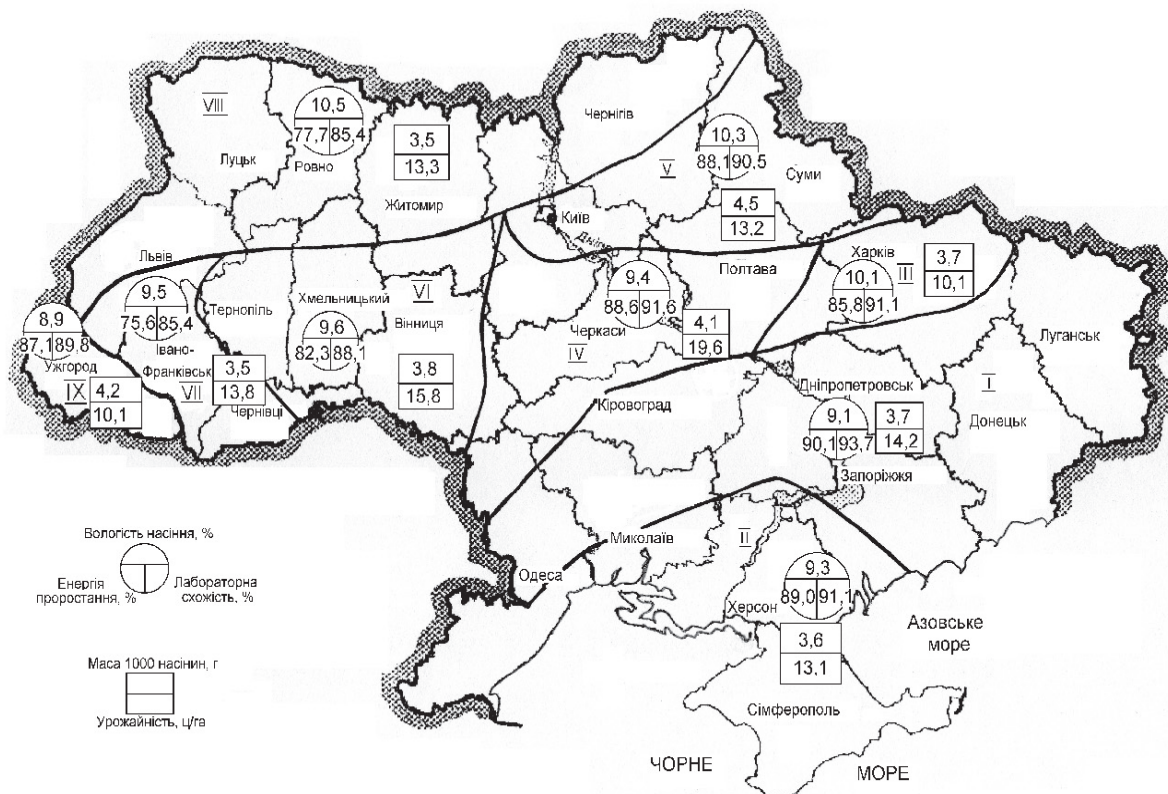 Чернігів
VIII
10,5
77,7 85,4
3,5
13,3
10,3
88,1 90,5
V
Луцьк
Ровно
Суми
4,5
13,2
Житомир
Київ
Дніпро
Харків
III
3,7
10,1
Львів
Полтава
10,1
85,8 91,1
9,4
88,6 91,6
9,5
75,6 85,4
Тернопіль
Хмельницький
VI
Вінниця
9,6
82,3 88,1
Черкаси
IV
4,1
19,6
Луганськ
8,9
87,1 89,8
Ужгород
Івано-
Франківськ
IX
4,2
10,1
VII
3,5
13,8
Чернівці
3,8
15,8
Кіровоград
Дніпропетровськ
I
Донецьк
9,1
90,1 93,7
3,7
14,2
Запоріжжя
Миколаїв
II
Одеса
9,3
89,0 91,1
Херсон
3,6
13,1
Азовське
море
Сімферополь
ЧОРНЕ
МОРЕ
Вологість насіння, %
Енергія
проростання, %
Лабораторна
схожість, %
Маса 1000 насінин, г
Урожайність, ц/га